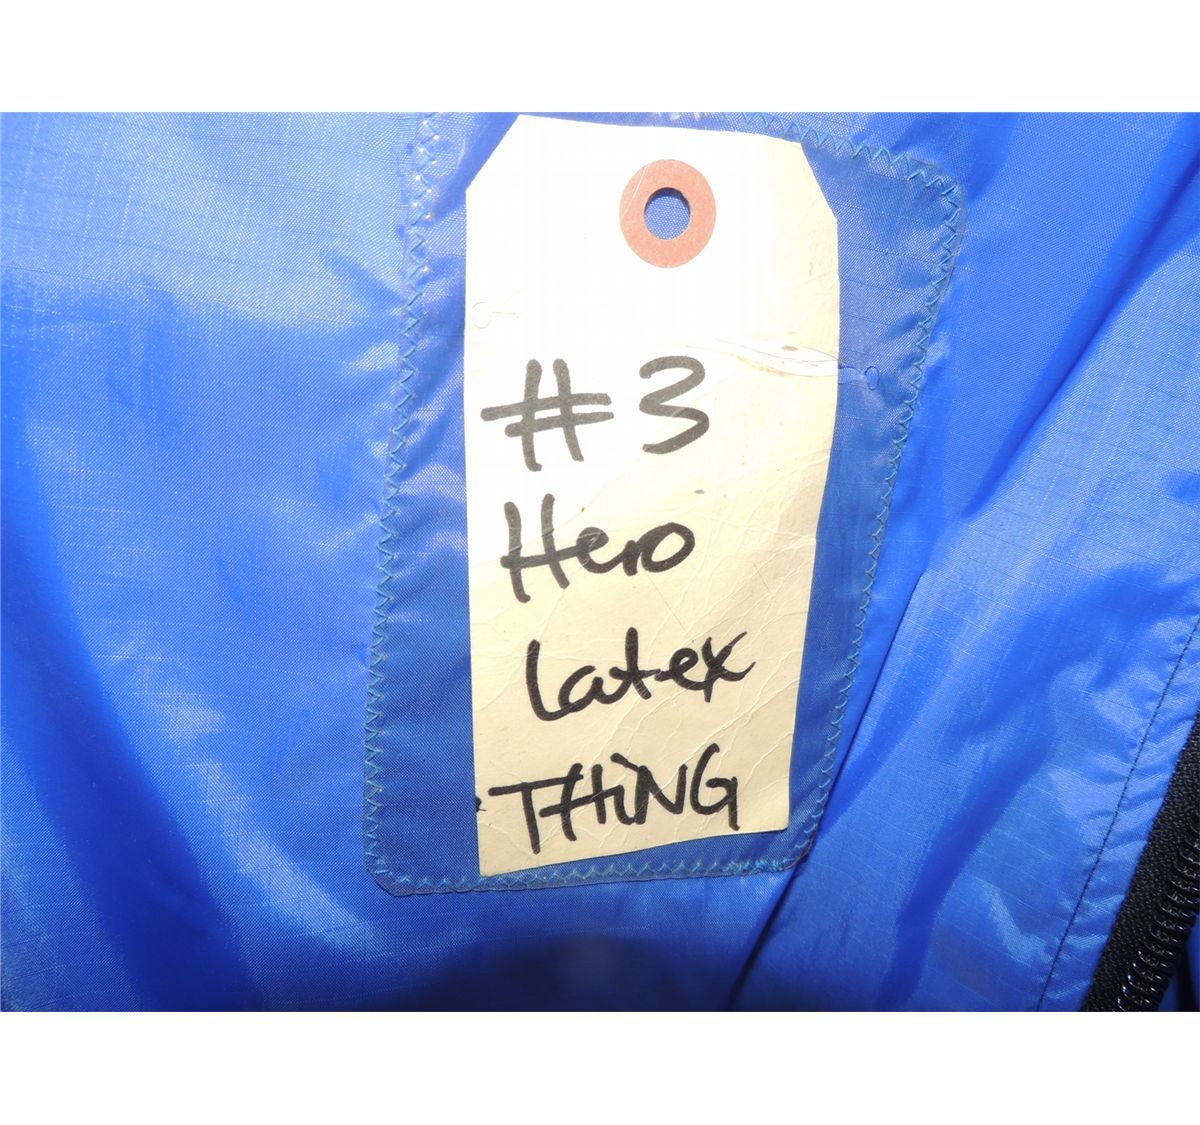 #3
Hero
Latex
THiNG